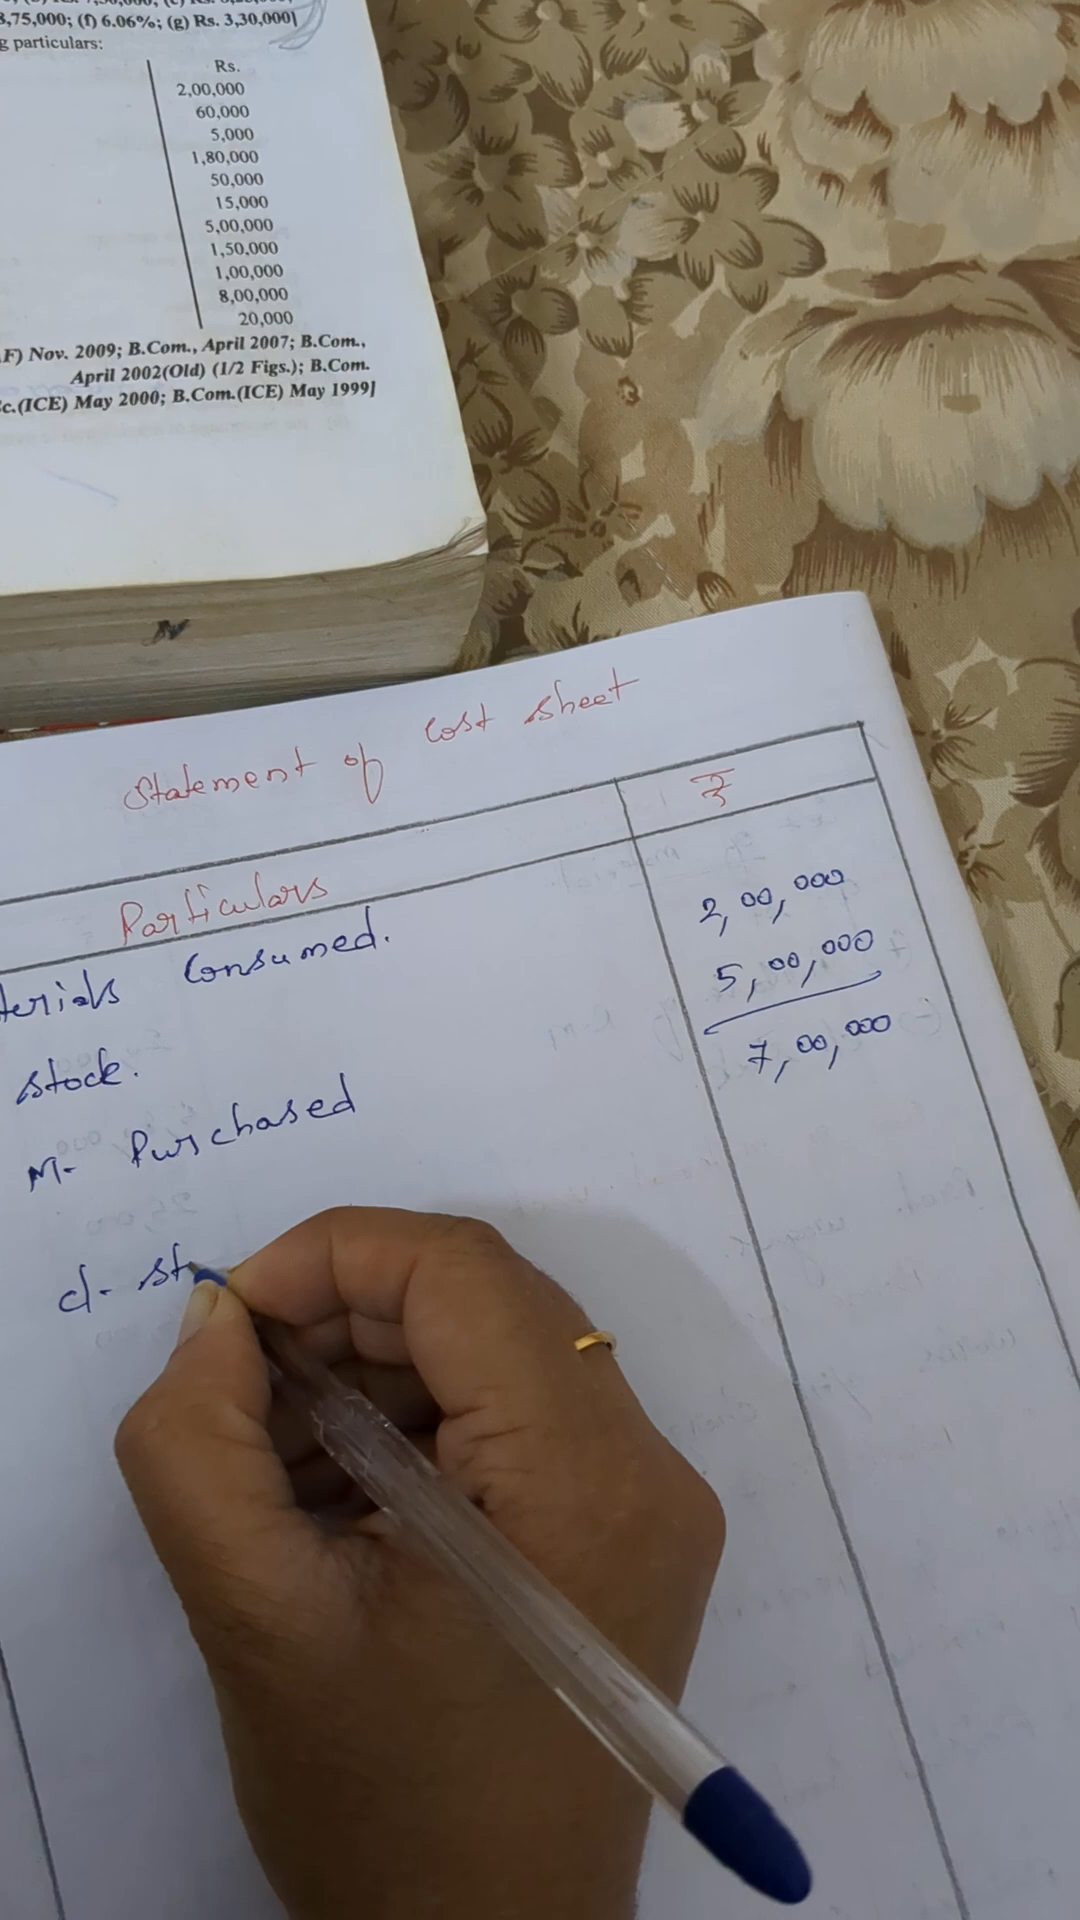 3,75,000; (f) 6.06%; (g) Rs. 3,30,000]
g particulars:
Rs.
2,00,000
60,000
5,000
1,80,000
50,000
15,000
5,00,000
1,50,000
1,00,000
8,00,000
20,000
F) Nov. 2009; B.Com., April 2007; B.Com.,
April 2002(Old) (1/2 Figs.); B.Com.
c.(ICE) May 2000; B.Com.(ICE) May 1999]
Statement of Cost Sheet
Particulars ₹
terials Consumed.
stock. 2,00,000
M- Purchased 5,00,000
7,00,000
d- st